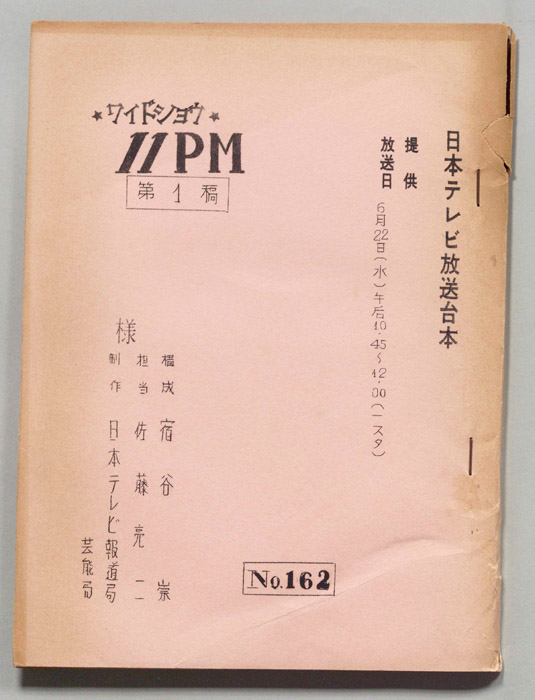 日本テレビ放送台本
提供
放送日
6月22日(水)午后10.45~12.00(一スタ)
★ワイドショウ★
11PM
第1稿
構成 宿谷崇
担当 佐藤亮一
制作 日本テレビ報道局
芸能局
様
No.162